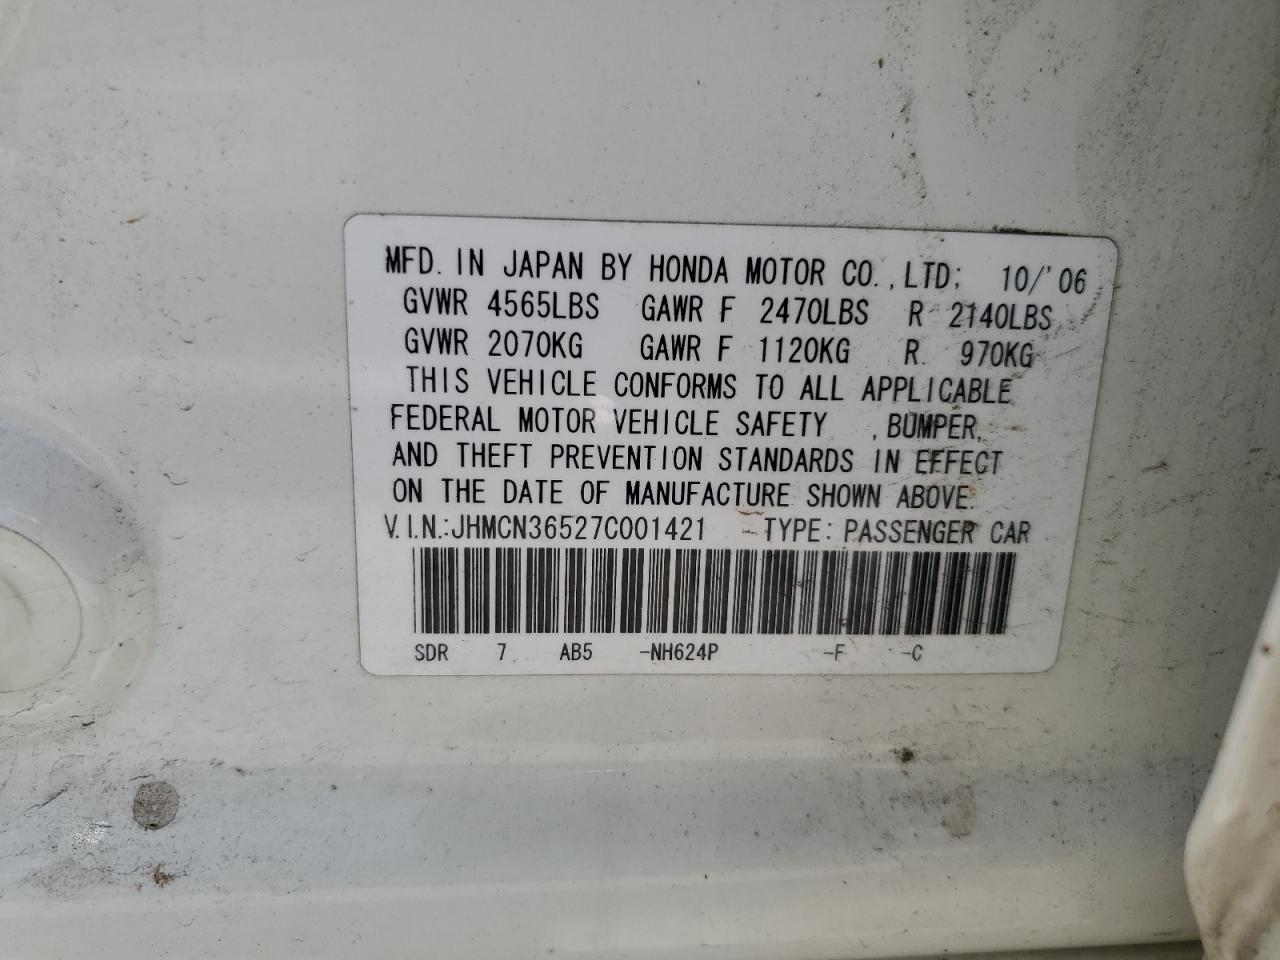 MFD. IN JAPAN BY HONDA MOTOR CO., LTD; 10/'06
GVWR 4565LBS GAWR F 2470LBS R 2140LBS
GVWR 2070KG GAWR F 1120KG R 970KG
THIS VEHICLE CONFORMS TO ALL APPLICABLE
FEDERAL MOTOR VEHICLE SAFETY , BUMPER,
AND THEFT PREVENTION STANDARDS IN EFFECT
ON THE DATE OF MANUFACTURE SHOWN ABOVE.
V.I.N.:JHMCN36527C001421 TYPE: PASSENGER CAR
SDR 7 AB5 -NH624P -F -C